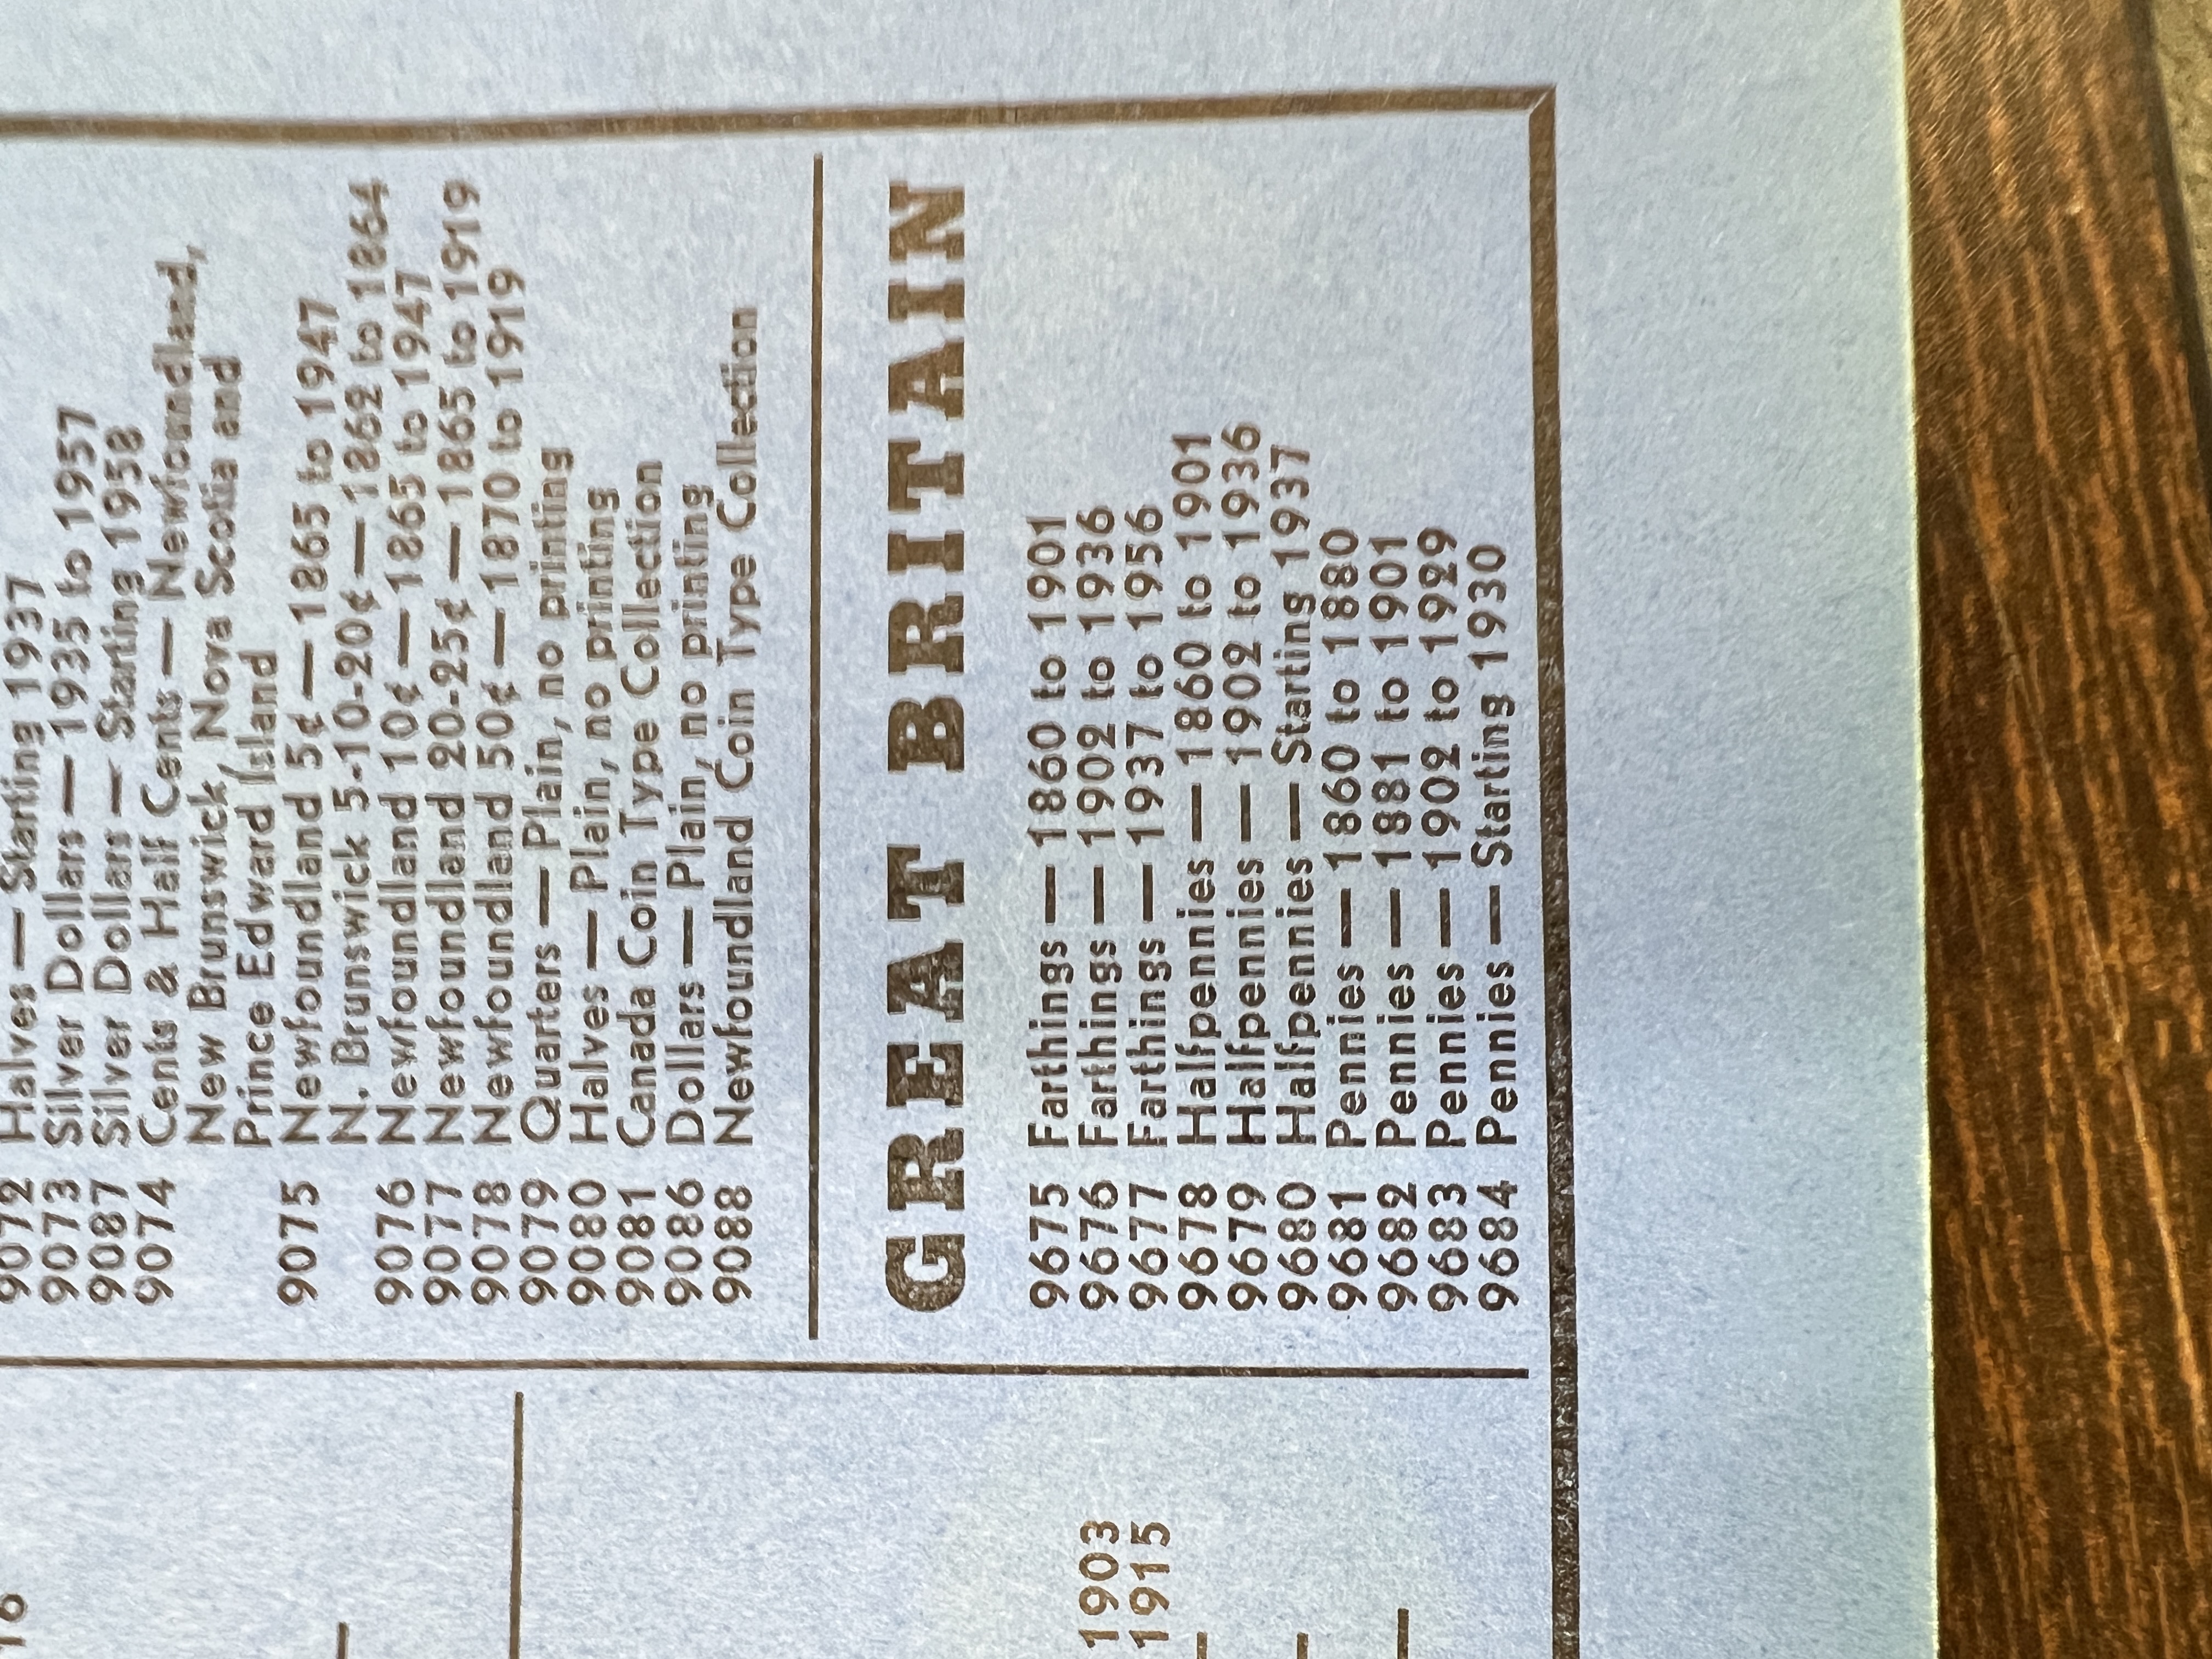 9072 Halves — Starting 1937
9073 Silver Dollars — 1935 to 1957
9087 Silver Dollars — Starting 1958
9074 Cents & Half Cents — Newfoundland,
New Brunswick, Nova Scotia and
Prince Edward Island
9075 Newfoundland 5¢ — 1865 to 1947
N. Brunswick 5-10-20¢ — 1862 to 1864
9076 Newfoundland 10¢ — 1865 to 1947
9077 Newfoundland 20-25¢ — 1865 to 1919
9078 Newfoundland 50¢ — 1870 to 1919
9079 Quarters — Plain, no printing
9080 Halves — Plain, no printing
9081 Canada Coin Type Collection
9086 Dollars — Plain, no printing
9088 Newfoundland Coin Type Collection
GREAT BRITAIN
9675 Farthings — 1860 to 1901
9676 Farthings — 1902 to 1936
9677 Farthings — 1937 to 1956
9678 Halfpennies — 1860 to 1901
9679 Halfpennies — 1902 to 1936
9680 Halfpennies — Starting 1937
9681 Pennies — 1860 to 1880
9682 Pennies — 1881 to 1901
9683 Pennies — 1902 to 1929
9684 Pennies — Starting 1930
1903
1915